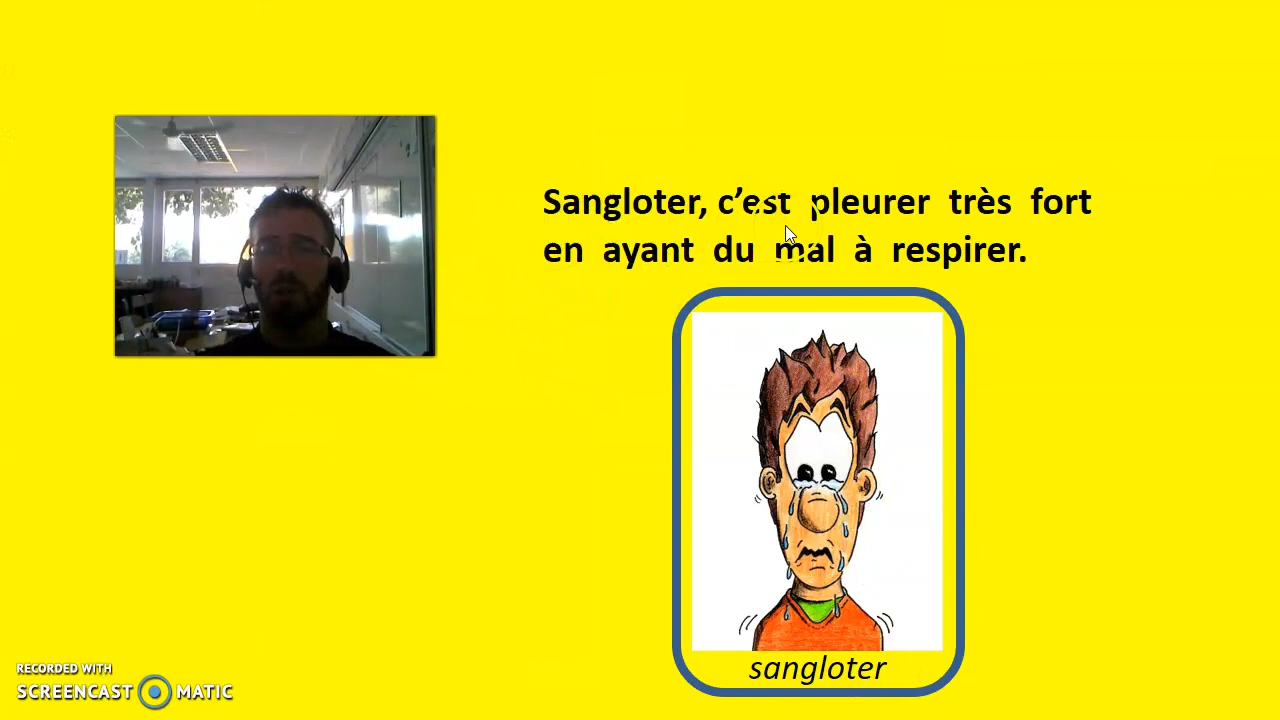 Sangloter, c'est pleurer très fort
en ayant du mal à respirer.
sangloter
RECORDED WITH
SCREENCAST MATIC